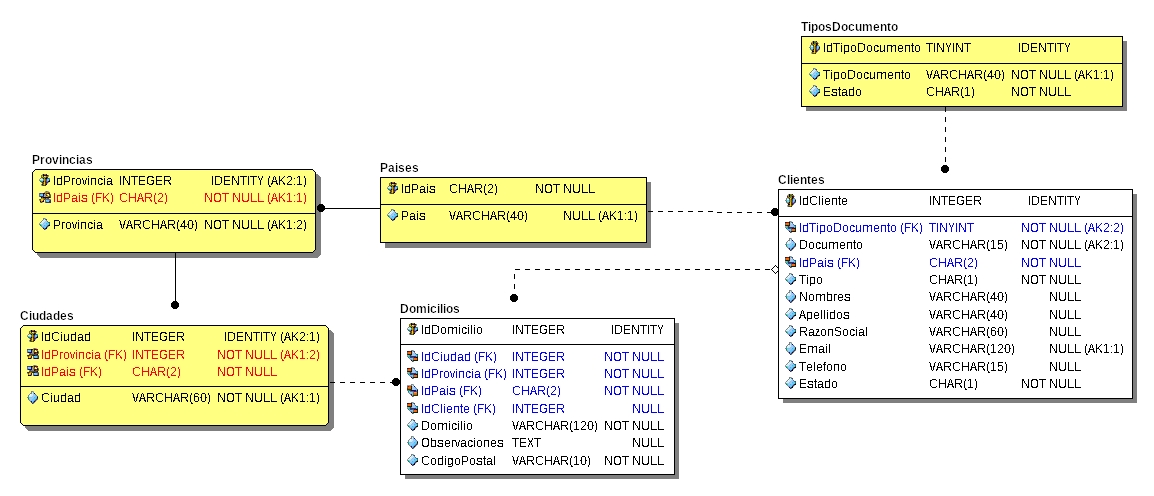 TiposDocumento
IdTipoDocumento TINYINT IDENTITY
TipoDocumento VARCHAR(40) NOT NULL (AK1:1)
Estado CHAR(1) NOT NULL
Provincias
IdProvincia INTEGER IDENTITY (AK2:1)
IdPais (FK) CHAR(2) NOT NULL (AK1:1)
Provincia VARCHAR(40) NOT NULL (AK1:2)
Paises
IdPais CHAR(2) NOT NULL
Pais VARCHAR(40) NULL (AK1:1)
Clientes
IdCliente INTEGER IDENTITY
IdTipoDocumento (FK) TINYINT NOT NULL (AK2:2)
Documento VARCHAR(15) NOT NULL (AK2:1)
IdPais (FK) CHAR(2) NOT NULL
Tipo CHAR(1) NOT NULL
Nombres VARCHAR(40) NULL
Apellidos VARCHAR(40) NULL
RazonSocial VARCHAR(60) NULL
Email VARCHAR(120) NULL (AK1:1)
Telefono VARCHAR(15) NULL
Estado CHAR(1) NOT NULL
Ciudades
IdCiudad INTEGER IDENTITY (AK2:1)
IdProvincia (FK) INTEGER NOT NULL (AK1:2)
IdPais (FK) CHAR(2) NOT NULL
Ciudad VARCHAR(60) NOT NULL (AK1:1)
Domicilios
IdDomicilio INTEGER IDENTITY
IdCiudad (FK) INTEGER NOT NULL
IdProvincia (FK) INTEGER NOT NULL
IdPais (FK) CHAR(2) NOT NULL
IdCliente (FK) INTEGER NULL
Domicilio VARCHAR(120) NOT NULL
Observaciones TEXT NULL
CodigoPostal VARCHAR(10) NOT NULL